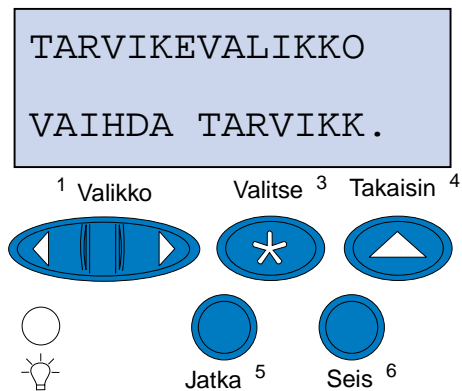 TARVIKEVALIKKO
VAIHDA TARVIKK.
1 Valikko Valitse 3 Takaisin 4
Jatka 5 Seis 6